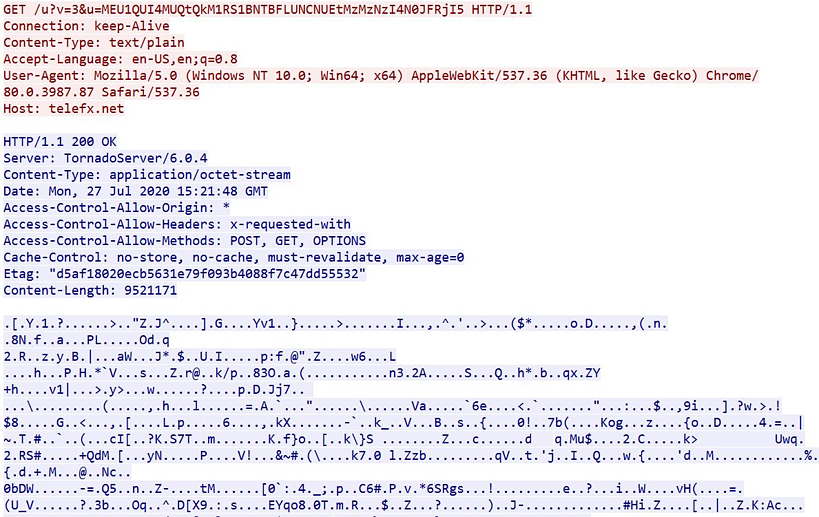 GET /u?v=3&u=MEU1QUI4MUQtQkM1RS1BNTBFLUNCNUEtMzMzNzI4N0JFRjI5 HTTP/1.1
Connection: keep-Alive
Content-Type: text/plain
Accept-Language: en-US,en;q=0.8
User-Agent: Mozilla/5.0 (Windows NT 10.0; Win64; x64) AppleWebKit/537.36 (KHTML, like Gecko) Chrome/
80.0.3987.87 Safari/537.36
Host: telefx.net
HTTP/1.1 200 OK
Server: TornadoServer/6.0.4
Content-Type: application/octet-stream
Date: Mon, 27 Jul 2020 15:21:48 GMT
Access-Control-Allow-Origin: *
Access-Control-Allow-Headers: x-requested-with
Access-Control-Allow-Methods: POST, GET, OPTIONS
Cache-Control: no-store, no-cache, must-revalidate, max-age=0
Etag: "d5af18020ecb5631e79f093b4088f7c47dd55532"
Content-Length: 9521171
.[.Y.1.?......>.."Z.J^....].G....Yv1..}.....>.......I...,.^.'..>...($*.....o.D.....,(.n.
.8N.f..a...PL.....Od.q
2.R..z.y.B.|...aW...J*.$..U.I.....p:f.@".Z....w6...L
....h...P.H.*`V...s...Z.r@..k/p..83O.a.(...........n3.2A.....S...Q..h*.b..qx.ZY
+h....v1|...>.y>...w......?....p.D.Jj7..
...\.........(.....,.h...l......=.A.`..."......\......Va.....`6e....<.`......."...:...$..,9i...].?w.>.!
$8.....G..<...,.[....L.p.....6....,.kX.......-`..k_..V....B..s..{....0!..7b(....Kog...z....{o..D.....4.=..|
~.T.#..`..(...cI[..?K.S7T..m.......K.f}o..[..k\}S ........Z...c......d   q.Mu$....2.C.....k>          Uwq.
2.RS#.....+QdM.[...yN.....P....V!...&~#.(\....k7.0 l.Zzb.........qV..t.'j..I..Q...w.{....'d..M............%.
{.d.+.M...@..Nc..
0bDW......-=.Q5..n..Z-....tM......[0`:.4._;.p..C6#.P.v.*6SRgs...!.........e..?...i..W....vH(....=.
(U_V......?.3b...Oq..^.D[X9.:.s....EYqo8.0T.m.R...$..Z...?......)..J-............#Hi.Z....[..|..Z.K:Ac...